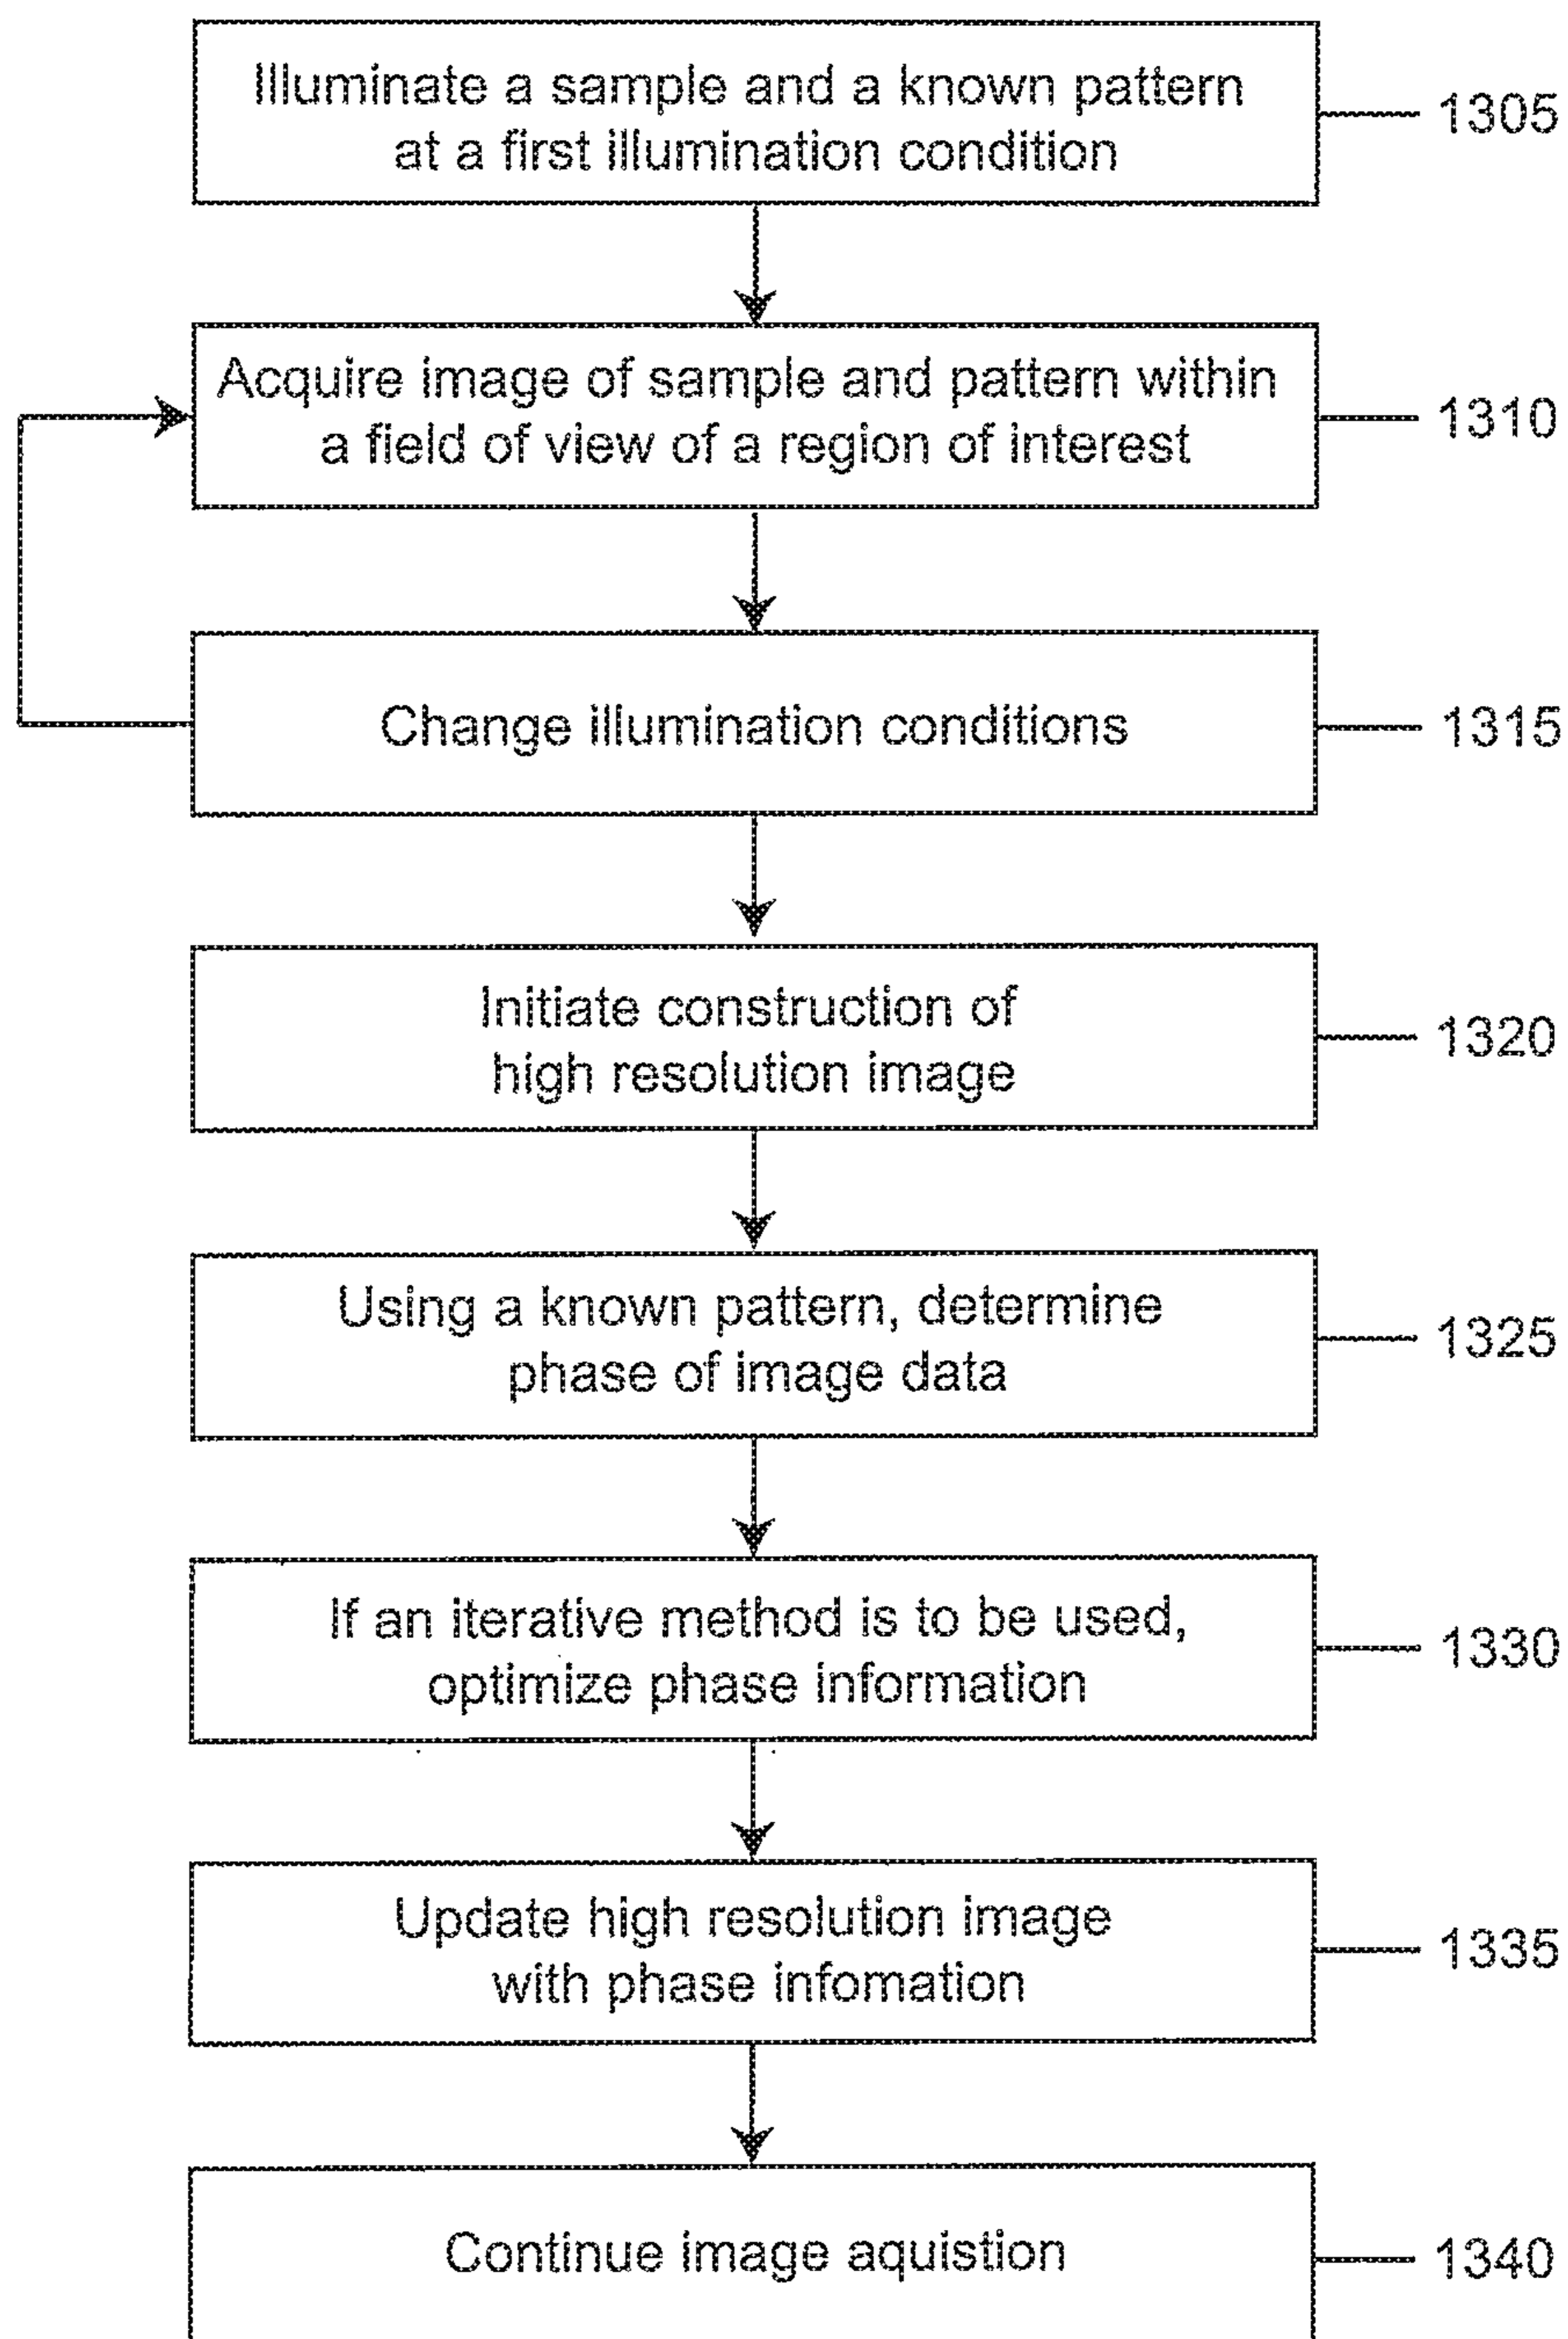 Illuminate a sample and a known pattern
at a first illumination condition
1305
Acquire image of sample and pattern within
a field of view of a region of interest
1310
Change illumination conditions
1315
Initiate construction of
high resolution image
1320
Using a known pattern, determine
phase of image data
1325
If an iterative method is to be used,
optimize phase information
1330
Update high resolution image
with phase infomation
1335
Continue image aquistion
1340